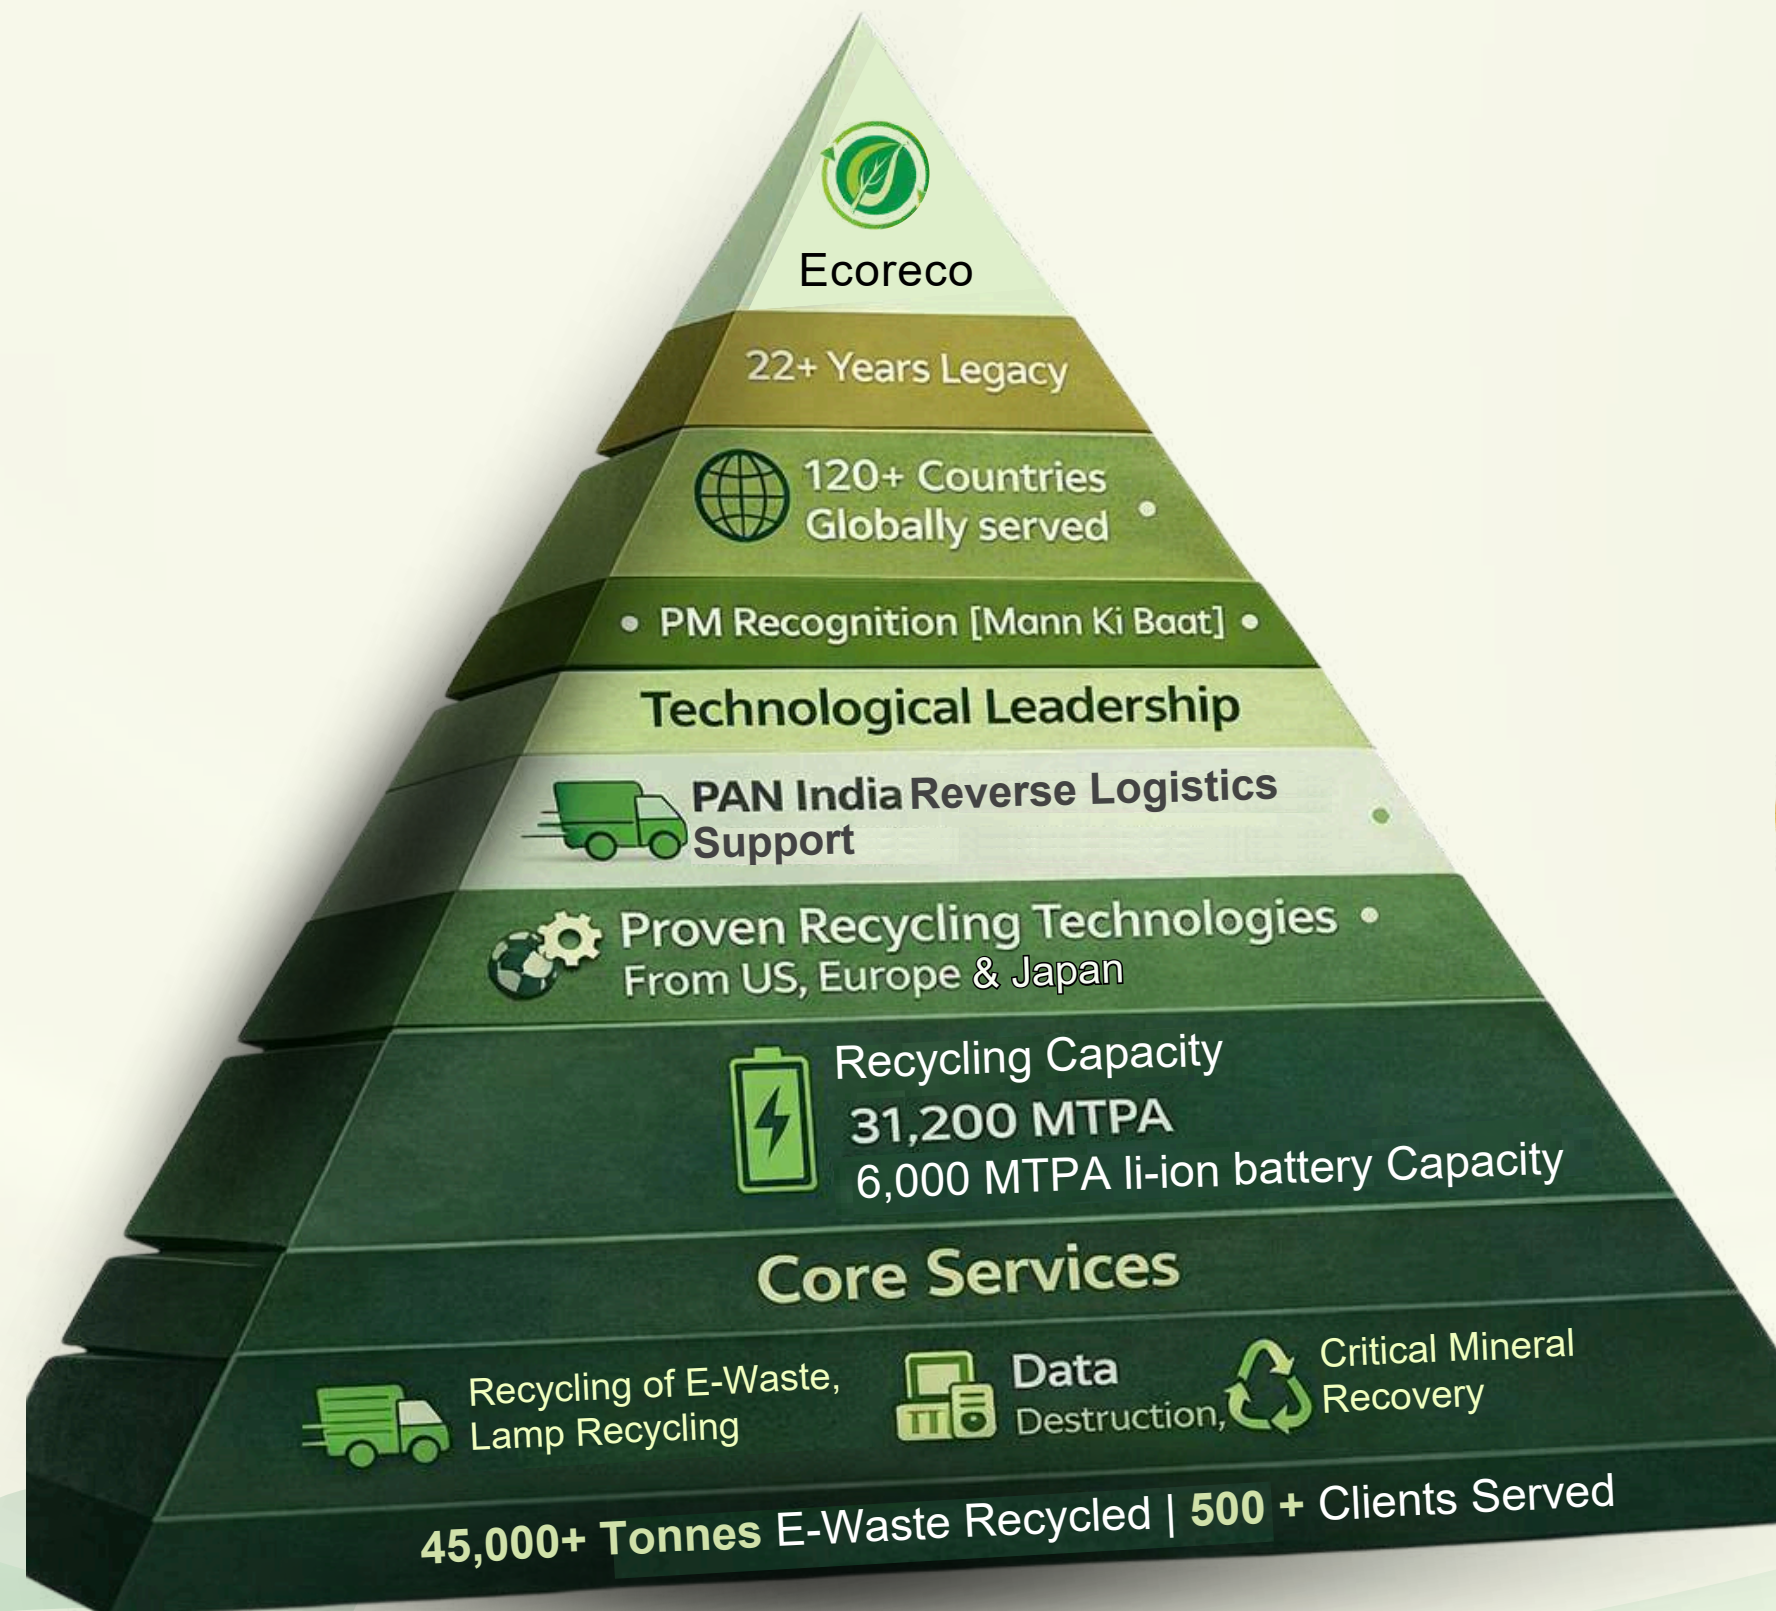 Ecoreco
22+ Years Legacy
120+ Countries
Globally served
PM Recognition [Mann Ki Baat]
Technological Leadership
PAN India Reverse Logistics
Support
Proven Recycling Technologies
From US, Europe & Japan
Recycling Capacity
31,200 MTPA
6,000 MTPA li-ion battery Capacity
Core Services
Recycling of E-Waste,
Lamp Recycling
Data
Destruction,
Critical Mineral
Recovery
45,000+ Tonnes E-Waste Recycled | 500 + Clients Served